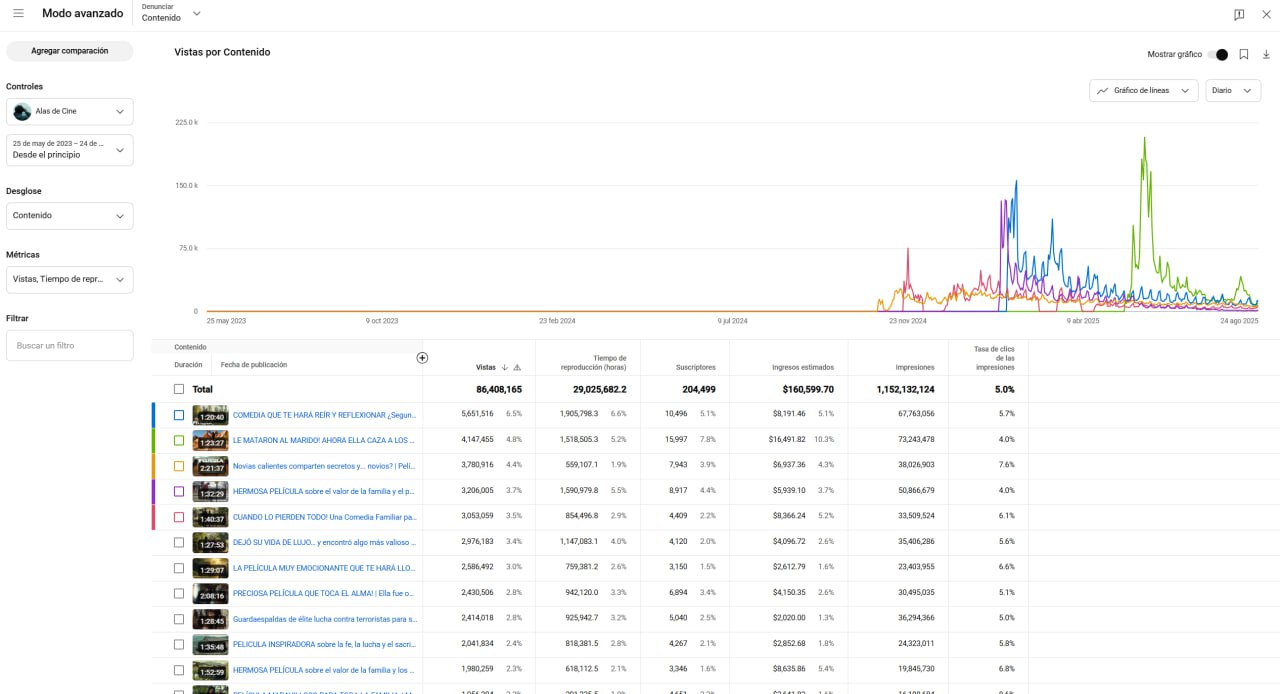 Modo avanzado
Denunciar
Contenido
Agregar comparación
Controles
Alas de Cine
25 de may de 2023 – 24 de ...
Desde el principio
Desglose
Contenido
Métricas
Vistas, Tiempo de repr...
Filtrar
Buscar un filtro
Vistas por Contenido
Mostrar gráfico
Gráfico de líneas
Diario
225.0 k
150.0 k
75.0 k
0
25 may 2023 9 oct 2023 23 feb 2024 9 jul 2024 23 nov 2024 9 abr 2025 24 ago 2025
Contenido
Duración Fecha de publicación
Vistas
Tiempo de
reproducción (horas)
Suscriptores
Ingresos estimados
Impresiones
Tasa de clics
de las
impresiones
Total 86,408,165 29,025,682.2 204,499 $160,599.70 1,152,132,124 5.0%
1:20:40 COMEDIA QUE TE HARÁ REÍR Y REFLEXIONAR ¿Segun... 5,651,516 6.5% 1,905,798.3 6.6% 10,496 5.1% $8,191.46 5.1% 67,763,056 5.7%
1:23:27 LE MATARON AL MARIDO! AHORA ELLA CAZA A LOS ... 4,147,455 4.8% 1,518,505.3 5.2% 15,997 7.8% $16,491.82 10.3% 73,243,478 4.0%
2:21:37 Novias calientes comparten secretos y... novios? | Pelí... 3,780,916 4.4% 559,107.1 1.9% 7,943 3.9% $6,937.36 4.3% 38,026,903 7.6%
1:32:29 HERMOSA PELÍCULA sobre el valor de la familia y el p... 3,206,005 3.7% 1,590,979.8 5.5% 8,917 4.4% $5,939.10 3.7% 50,866,679 4.0%
1:40:37 CUANDO LO PIERDEN TODO! Una Comedia Familiar pa... 3,053,059 3.5% 854,496.8 2.9% 4,409 2.2% $8,366.24 5.2% 33,509,524 6.1%
1:27:53 DEJÓ SU VIDA DE LUJO... y encontró algo más valioso ... 2,976,183 3.4% 1,147,083.1 4.0% 4,120 2.0% $4,096.72 2.6% 35,406,286 5.6%
1:29:07 LA PELÍCULA MUY EMOCIONANTE QUE TE HARÁ LLO... 2,586,492 3.0% 759,381.2 2.6% 3,150 1.5% $2,612.79 1.6% 23,403,955 6.6%
2:08:16 PRECIOSA PELÍCULA QUE TOCA EL ALMA! | Ella fue o... 2,430,506 2.8% 942,120.0 3.3% 6,894 3.4% $4,150.35 2.6% 30,495,035 5.1%
1:28:45 Guardaespaldas de élite lucha contra terroristas para s... 2,414,018 2.8% 925,942.7 3.2% 5,040 2.5% $2,020.00 1.3% 36,294,366 5.0%
1:35:48 PELICULA INSPIRADORA sobre la fe, la lucha y el sacri... 2,041,834 2.4% 818,381.5 2.8% 4,267 2.1% $2,852.68 1.8% 24,323,011 5.8%
1:52:59 HERMOSA PELÍCULA sobre el valor de la familia y los ... 1,980,259 2.3% 618,112.5 2.1% 3,346 1.6% $8,635.86 5.4% 19,845,730 6.8%